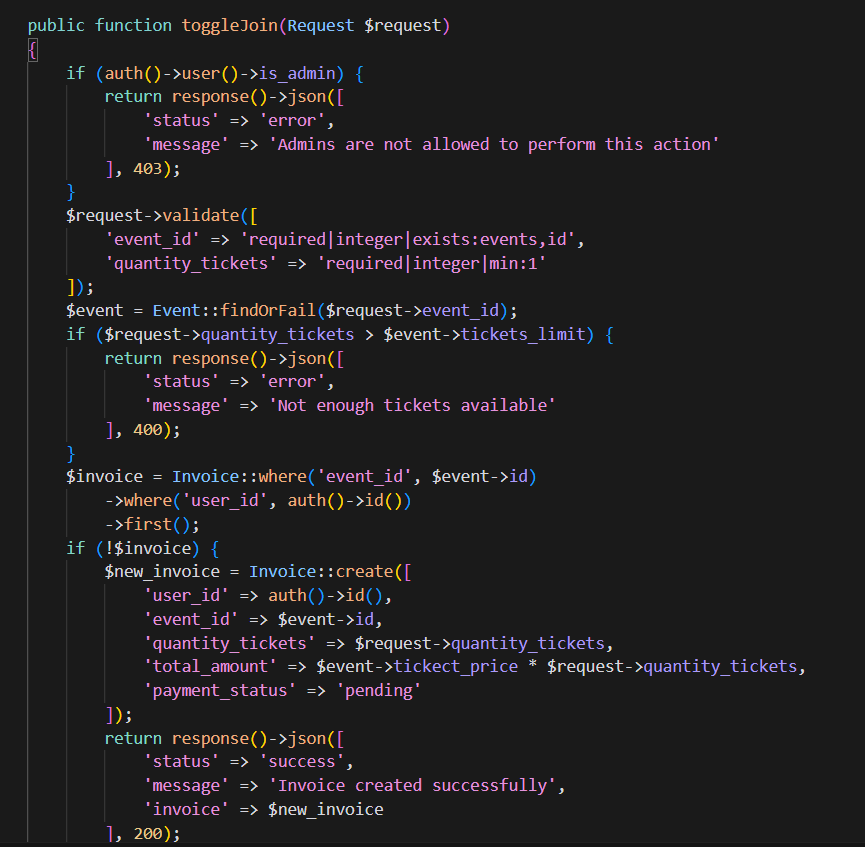 public function toggleJoin(Request $request)
{
if (auth()->user()->is_admin) {
return response()->json([
'status' => 'error',
'message' => 'Admins are not allowed to perform this action'
], 403);
}
$request->validate([
'event_id' => 'required|integer|exists:events,id',
'quantity_tickets' => 'required|integer|min:1'
]);
$event = Event::findOrFail($request->event_id);
if ($request->quantity_tickets > $event->tickets_limit) {
return response()->json([
'status' => 'error',
'message' => 'Not enough tickets available'
], 400);
}
$invoice = Invoice::where('event_id', $event->id)
->where('user_id', auth()->id())
->first();
if (!$invoice) {
$new_invoice = Invoice::create([
'user_id' => auth()->id(),
'event_id' => $event->id,
'quantity_tickets' => $request->quantity_tickets,
'total_amount' => $event->tickect_price * $request->quantity_tickets,
'payment_status' => 'pending'
]);
return response()->json([
'status' => 'success',
'message' => 'Invoice created successfully',
'invoice' => $new_invoice
], 200);